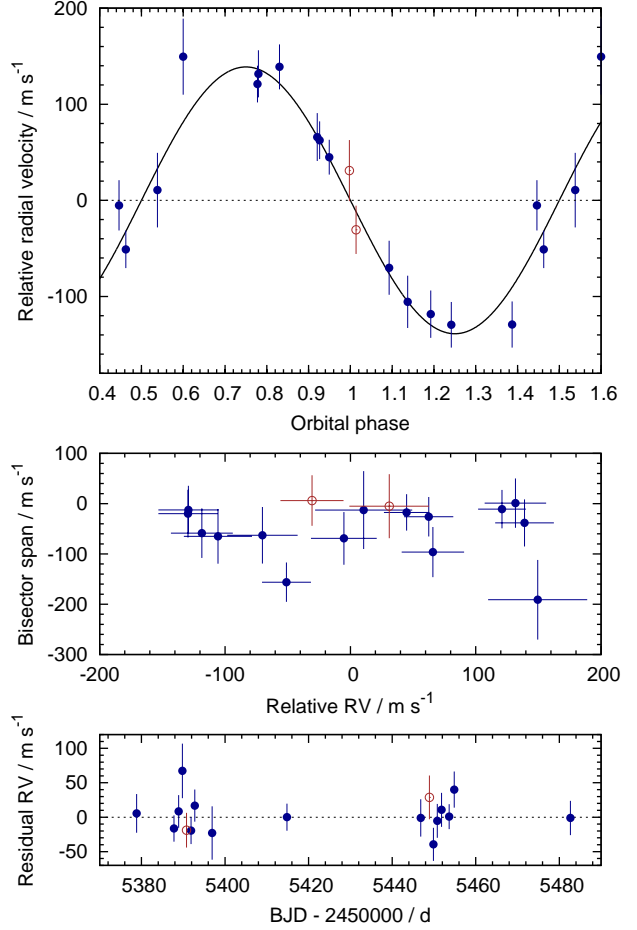 200
100
0
-100
Relative radial velocity / m s⁻¹
0.4 0.5 0.6 0.7 0.8 0.9 1 1.1 1.2 1.3 1.4 1.5 1.6
Orbital phase
100
0
-100
-200
-300
Bisector span / m s⁻¹
-200 -100 0 100 200
Relative RV / m s⁻¹
100
50
0
-50
Residual RV / m s⁻¹
5380 5400 5420 5440 5460 5480
BJD - 2450000 / d